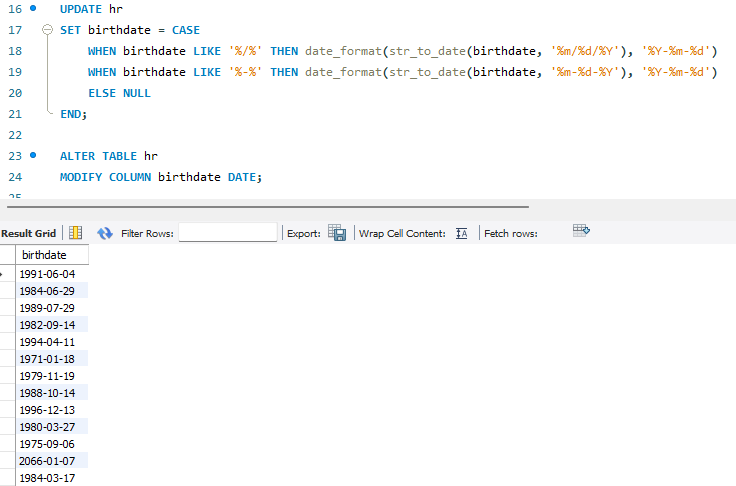 16 UPDATE hr
17 SET birthdate = CASE
18 WHEN birthdate LIKE '%/%' THEN date_format(str_to_date(birthdate, '%m/%d/%Y'), '%Y-%m-%d')
19 WHEN birthdate LIKE '%-%' THEN date_format(str_to_date(birthdate, '%m-%d-%Y'), '%Y-%m-%d')
20 ELSE NULL
21 END;
22
23 ALTER TABLE hr
24 MODIFY COLUMN birthdate DATE;
Result Grid Filter Rows: Export: Wrap Cell Content: Fetch rows:
birthdate
1991-06-04
1984-06-29
1989-07-29
1982-09-14
1994-04-11
1971-01-18
1979-11-19
1988-10-14
1996-12-13
1980-03-27
1975-09-06
2066-01-07
1984-03-17